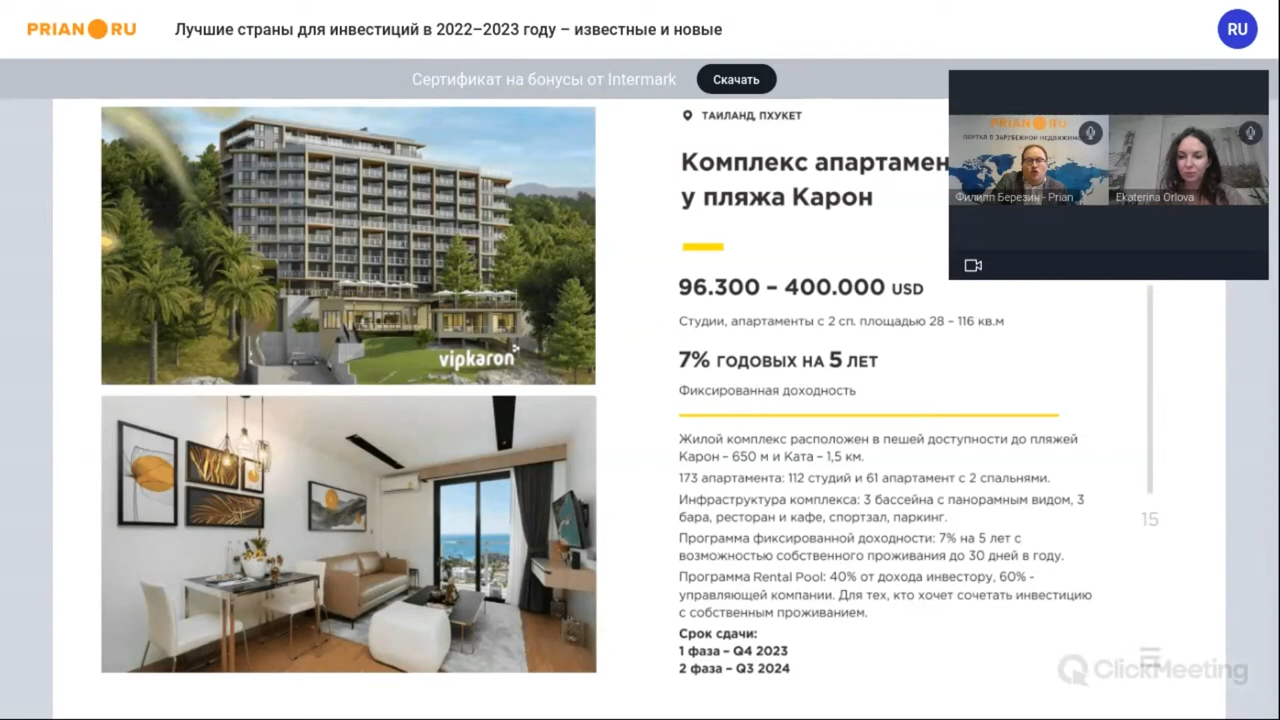 PRIAN RU
Лучшие страны для инвестиций в 2022–2023 году – известные и новые
RU
Сертификат на бонусы от Intermark
Скачать
ТАИЛАНД, ПХУКЕТ
Комплекс апартамен
у пляжа Карон
PRIAN RU
ПОРТАЛ О ЗАРУБЕЖНОЙ НЕДВИЖИМ
Филипп Березин - Prian
Ekaterina Orlova
96.300 – 400.000 USD
Студии, апартаменты с 2 сп. площадью 28 – 116 кв.м
7% ГОДОВЫХ НА 5 ЛЕТ
Фиксированная доходность
vipkaron
Жилой комплекс расположен в пешей доступности до пляжей
Карон – 650 м и Ката – 1,5 км.
173 апартамента: 112 студий и 61 апартамент с 2 спальнями.
Инфраструктура комплекса: 3 бассейна с панорамным видом, 3
бара, ресторан и кафе, спортзал, паркинг.
Программа фиксированной доходности: 7% на 5 лет с
возможностью собственного проживания до 30 дней в году.
Программа Rental Pool: 40% от дохода инвестору, 60% -
управляющей компании. Для тех, кто хочет сочетать инвестицию
с собственным проживанием.
Срок сдачи:
1 фаза – Q4 2023
2 фаза – Q3 2024
15
ClickMeeting